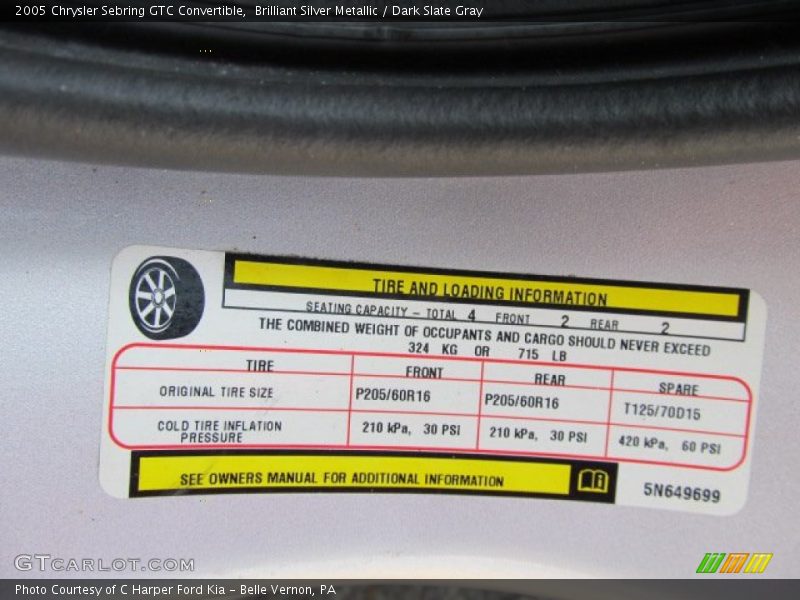 2005 Chrysler Sebring GTC Convertible,  Brilliant Silver Metallic / Dark Slate Gray
TIRE AND LOADING INFORMATION
SEATING CAPACITY – TOTAL 4 FRONT 2 REAR 2
THE COMBINED WEIGHT OF OCCUPANTS AND CARGO SHOULD NEVER EXCEED
324 KG OR 715 LB
TIRE FRONT REAR SPARE
ORIGINAL TIRE SIZE P205/60R16 P205/60R16 T125/70D15
COLD TIRE INFLATION PRESSURE 210 kPa, 30 PSI 210 kPa, 30 PSI 420 kPa, 60 PSI
SEE OWNERS MANUAL FOR ADDITIONAL INFORMATION
5N649699
GTCARLOT.COM
Photo Courtesy of C Harper Ford Kia – Belle Vernon, PA